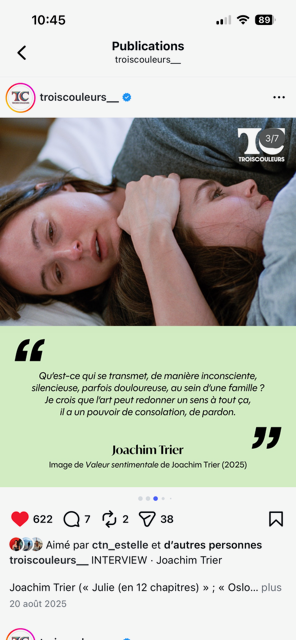 10:45
89
Publications
troiscouleurs__
TC
troiscouleurs__
TC
3/7
TROISCOULEURS
“
Qu’est-ce qui se transmet, de manière inconsciente,
silencieuse, parfois douloureuse, au sein d’une famille ?
Je crois que l’art peut redonner un sens à tout ça,
il a un pouvoir de consolation, de pardon.
”
Joachim Trier
Image de Valeur sentimentale de Joachim Trier (2025)
622 7 2 38
Aimé par ctn_estelle et d’autres personnes
troiscouleurs__ INTERVIEW · Joachim Trier
Joachim Trier (« Julie (en 12 chapitres) » ; « Oslo... plus
20 août 2025